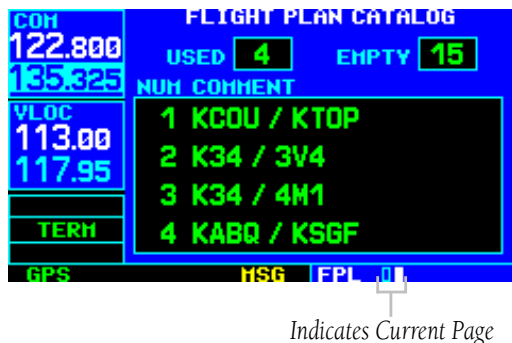 COM
122.800
135.325
VLOC
113.00
117.95
TERM
FLIGHT PLAN CATALOG
USED 4 EMPTY 15
NUM COMMENT
1 KCOU / KTOP
2 K34 / 3V4
3 K34 / 4M1
4 KABQ / KSGF
GPS MSG FPL
Indicates Current Page